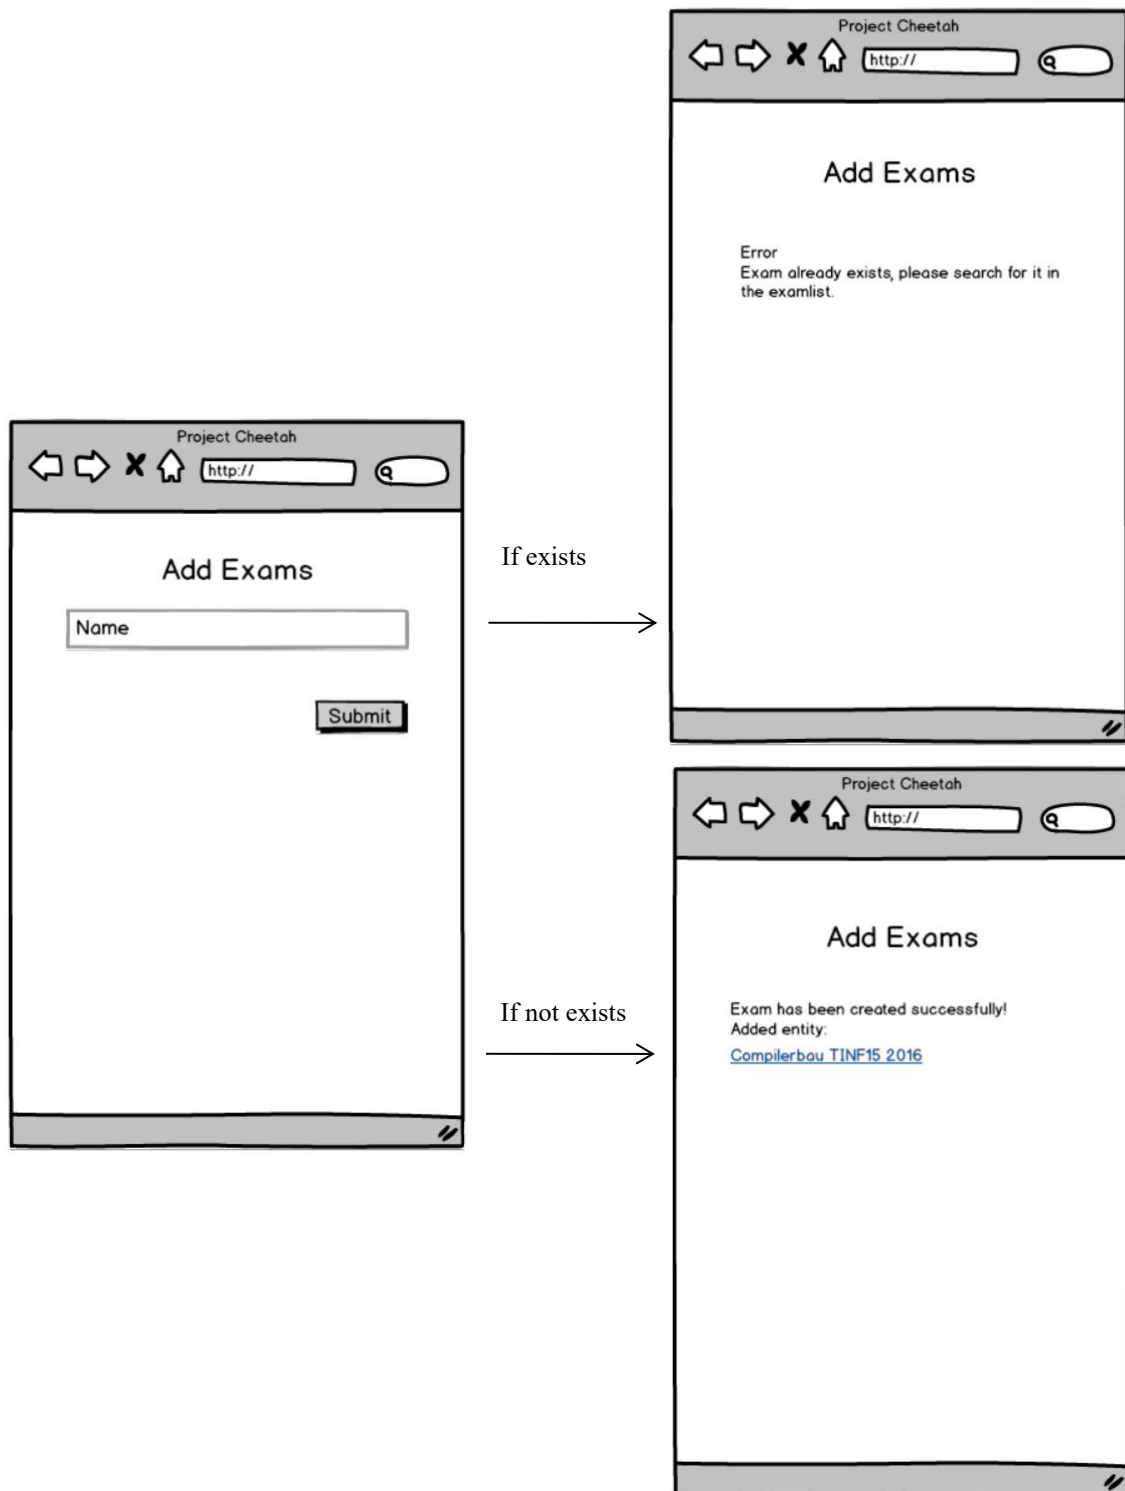 Project Cheetah
http://
Add Exams
Name
Submit
If exists
Project Cheetah
http://
Add Exams
Error
Exam already exists, please search for it in
the examlist.
If not exists
Project Cheetah
http://
Add Exams
Exam has been created successfully!
Added entity:
Compilerbau TINF15 2016